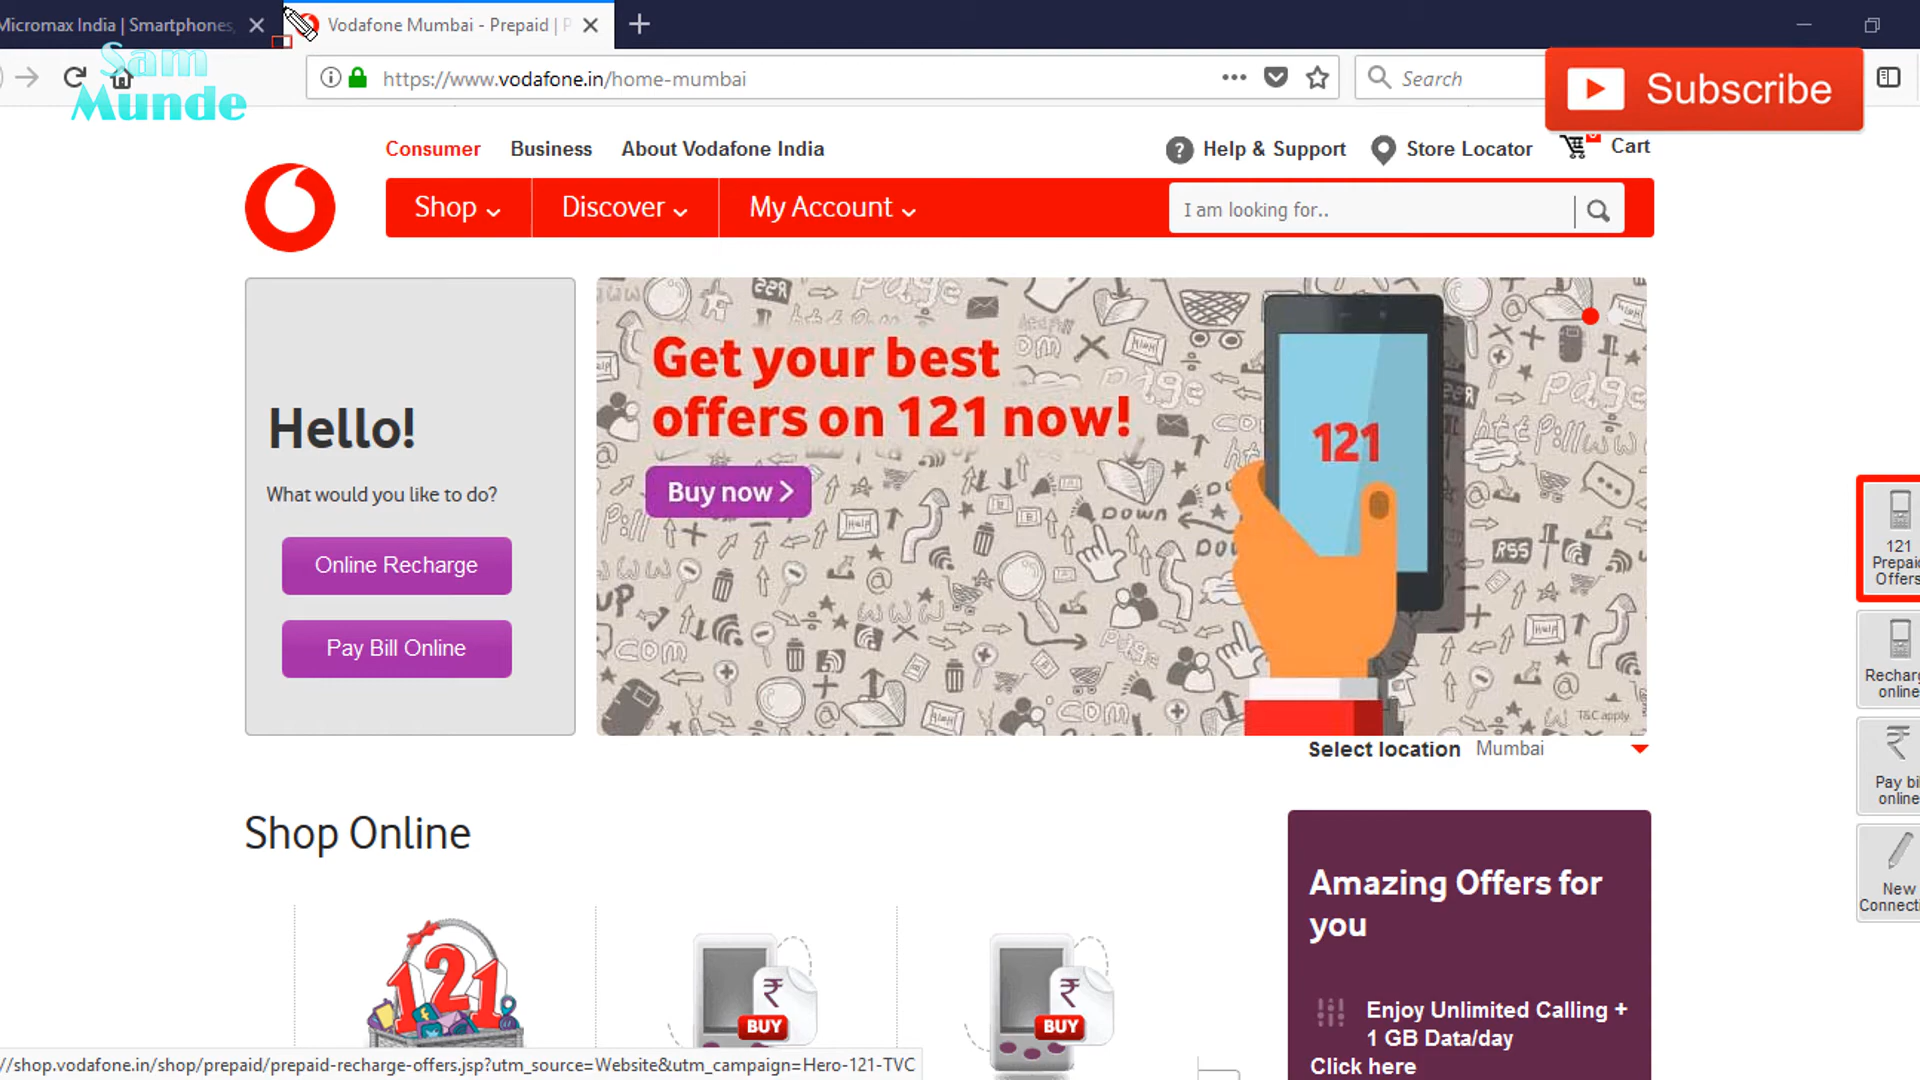 Micromax India | Smartphones,
Vodafone Mumbai - Prepaid | P
Sam
Munde
https://www.vodafone.in/home-mumbai
Search
Subscribe
Consumer
Business
About Vodafone India
Help & Support
Store Locator
Cart
Shop
Discover
My Account
I am looking for..
Hello!
What would you like to do?
Online Recharge
Pay Bill Online
Get your best
offers on 121 now!
Buy now >
121
T&C apply
121
Prepaid
Offers
Recharg
online
Pay bil
online
New
Connecti
Select location Mumbai
Shop Online
121
₹
BUY
₹
BUY
Amazing Offers for
you
Enjoy Unlimited Calling +
1 GB Data/day
Click here
//shop.vodafone.in/shop/prepaid/prepaid-recharge-offers.jsp?utm_source=Website&utm_campaign=Hero-121-TVC